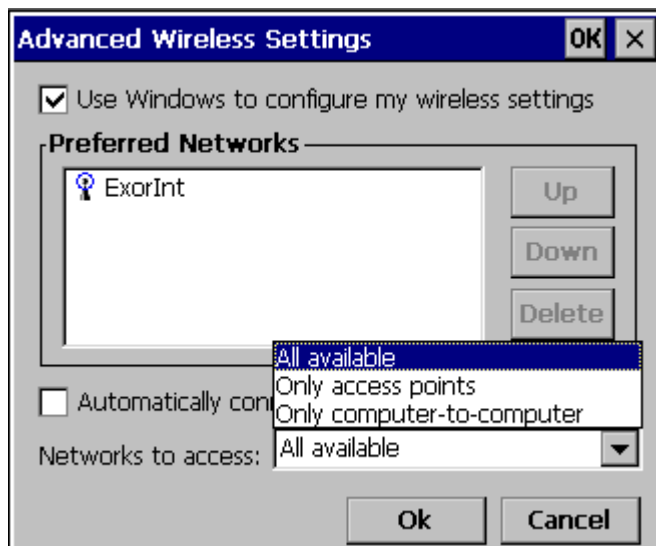 Advanced Wireless Settings OK ×
Use Windows to configure my wireless settings
Preferred Networks
ExorInt
Up
Down
Delete
All available
Only access points
Automatically
Only computer-to-computer
Networks to access: All available
Ok Cancel